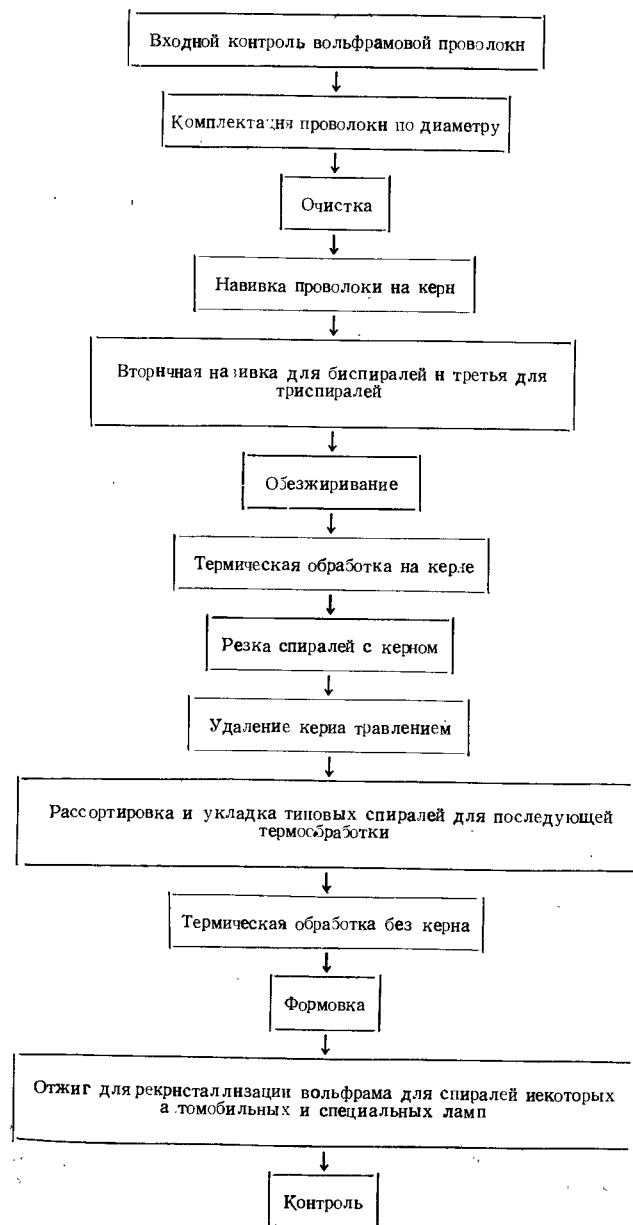 Входной контроль вольфрамовой проволоки
Комплектация проволоки по диаметру
Очистка
Навивка проволоки на керн
Вторичная навивка для биспиралей и третья для
триспиралей
Обезжиривание
Термическая обработка на керне
Резка спиралей с керном
Удаление керна травлением
Рассортировка и укладка типовых спиралей для последующей
термообработки
Термическая обработка без керна
Формовка
Отжиг для рекристаллизации вольфрама для спиралей некоторых
автомобильных и специальных ламп
Контроль